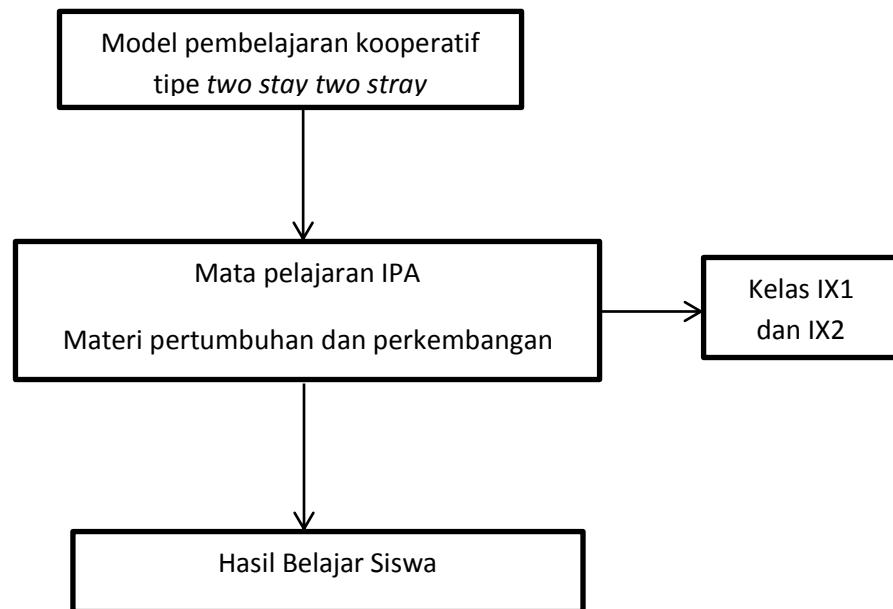 Model pembelajaran kooperatif
tipe two stay two stray
Mata pelajaran IPA
Materi pertumbuhan dan perkembangan
Kelas IX1
dan IX2
Hasil Belajar Siswa